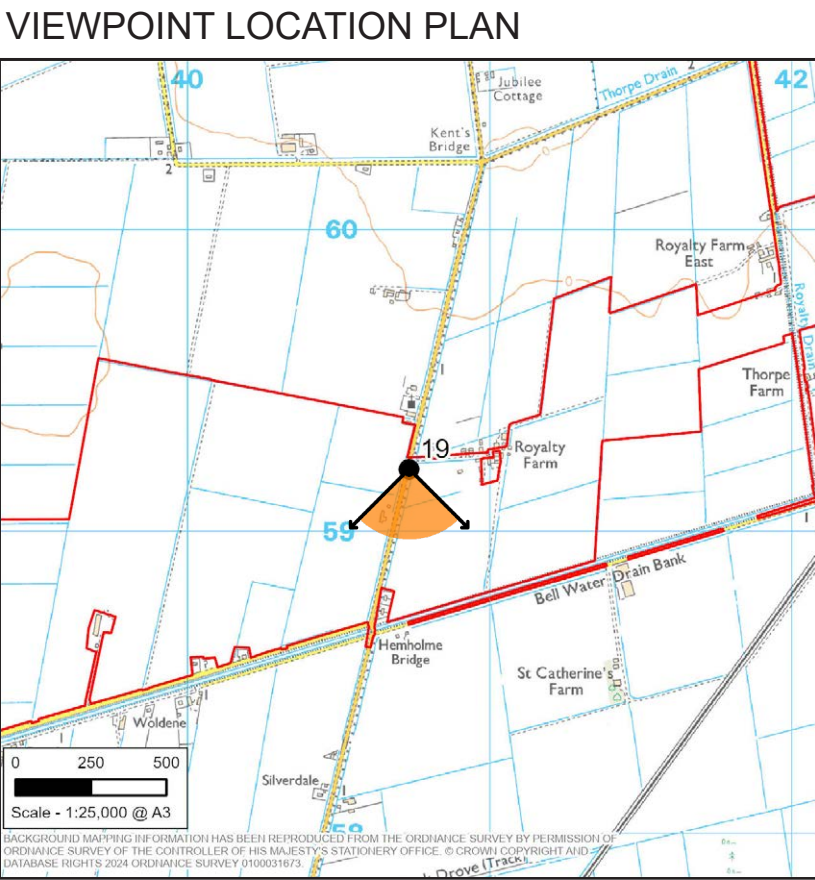 VIEWPOINT LOCATION PLAN
40
42
2
Jubilee
Cottage
Thorpe Drain
Kent's
Bridge
2
60
Royalty Farm
East
Royalty Drain
Thorpe
Farm
19
Royalty
Farm
59
1
Bell Water Drain Bank
Hemholme
Bridge
St Catherine's
Farm
Woldene
0 250 500
Scale - 1:25,000 @ A3
Silverdale
58
BACKGROUND MAPPING INFORMATION HAS BEEN REPRODUCED FROM THE ORDNANCE SURVEY BY PERMISSION OF
ORDNANCE SURVEY OF THE CONTROLLER OF HIS MAJESTY'S STATIONERY OFFICE. © CROWN COPYRIGHT AND
DATABASE RIGHTS 2024 ORDNANCE SURVEY 0100031673.
Drove (Track)